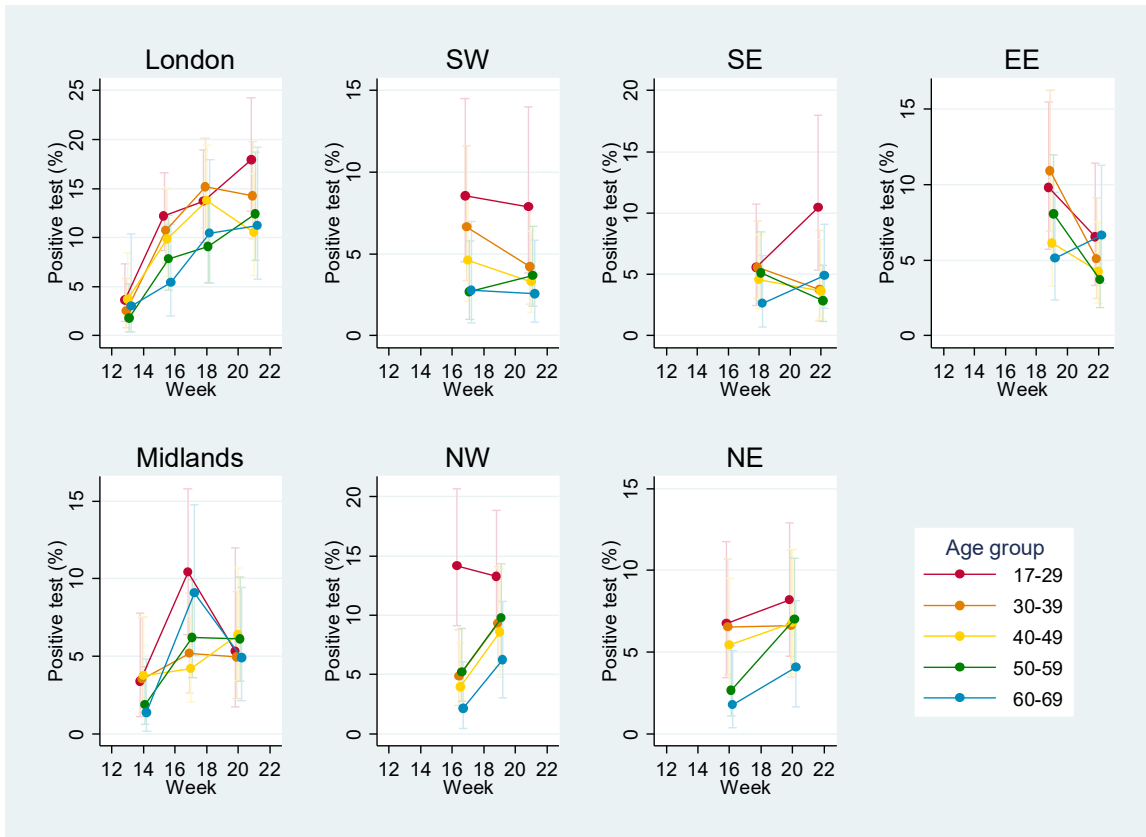 London
SW
SE
EE
Positive test (%)
0 5 10 15 20 25
12 14 16 18 20 22
Week
Positive test (%)
0 5 10 15
12 14 16 18 20 22
Week
Positive test (%)
0 5 10 15 20
12 14 16 18 20 22
Week
Positive test (%)
0 5 10 15
12 14 16 18 20 22
Week
Midlands
NW
NE
Positive test (%)
0 5 10 15
12 14 16 18 20 22
Week
Positive test (%)
0 5 10 15 20
12 14 16 18 20 22
Week
Positive test (%)
0 5 10 15
12 14 16 18 20 22
Week
Age group
17-29
30-39
40-49
50-59
60-69